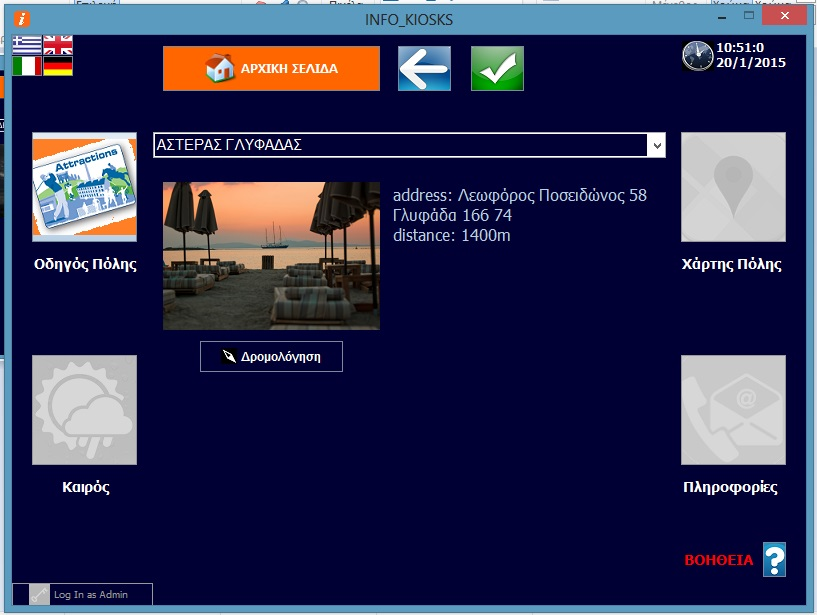 INFO_KIOSKS
ΑΡΧΙΚΗ ΣΕΛΙΔΑ
10:51:0
20/1/2015
Attractions
ΑΣΤΕΡΑΣ ΓΛΥΦΑΔΑΣ
address: Λεωφόρος Ποσειδώνος 58
Γλυφάδα 166 74
distance: 1400m
Οδηγός Πόλης
Χάρτης Πόλης
Δρομολόγηση
Καιρός
Πληροφορίες
ΒΟΗΘΕΙΑ
Log In as Admin